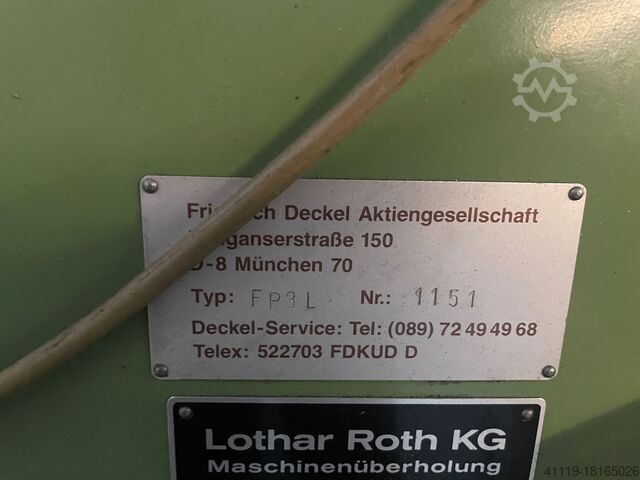 Deckel Aktiengesellschaft
150
D-8 München 70
Typ: FP3L Nr.: 1151
Deckel-Service: Tel: (089) 72 49 49 68
Telex: 522703 FDKUD D
Lothar Roth KG
Maschinenüberholung
41119-18165026